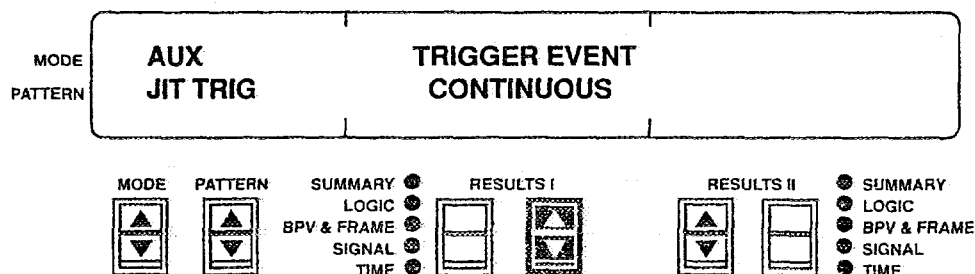 MODE AUX TRIGGER EVENT
PATTERN JIT TRIG CONTINUOUS
MODE PATTERN SUMMARY RESULTS I RESULTS II SUMMARY
LOGIC LOGIC
BPV & FRAME BPV & FRAME
SIGNAL SIGNAL
TIME TIME